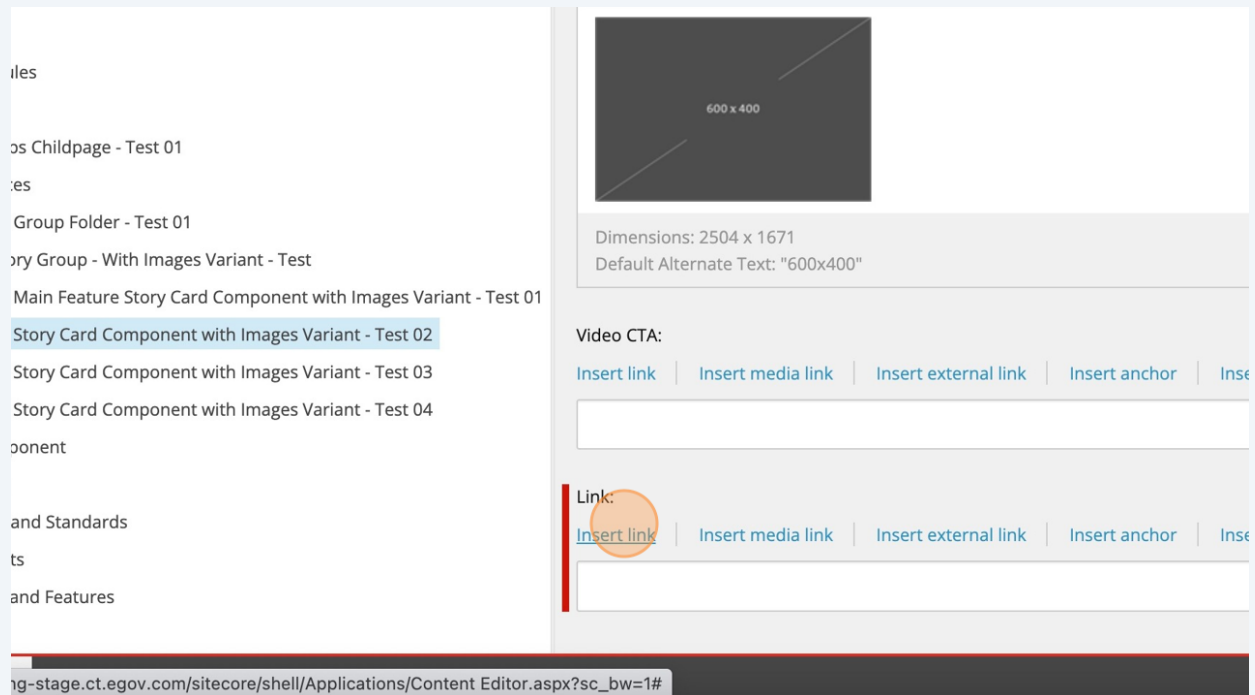 ules
os Childpage - Test 01
ces
Group Folder - Test 01
ory Group - With Images Variant - Test
Main Feature Story Card Component with Images Variant - Test 01
Story Card Component with Images Variant - Test 02
Story Card Component with Images Variant - Test 03
Story Card Component with Images Variant - Test 04
ponent
and Standards
ts
and Features
600 x 400
Dimensions: 2504 x 1671
Default Alternate Text: "600x400"
Video CTA:
Insert link Insert media link Insert external link Insert anchor Inse
Link:
Insert link Insert media link Insert external link Insert anchor Inse
ng-stage.ct.egov.com/sitecore/shell/Applications/Content Editor.aspx?sc_bw=1#